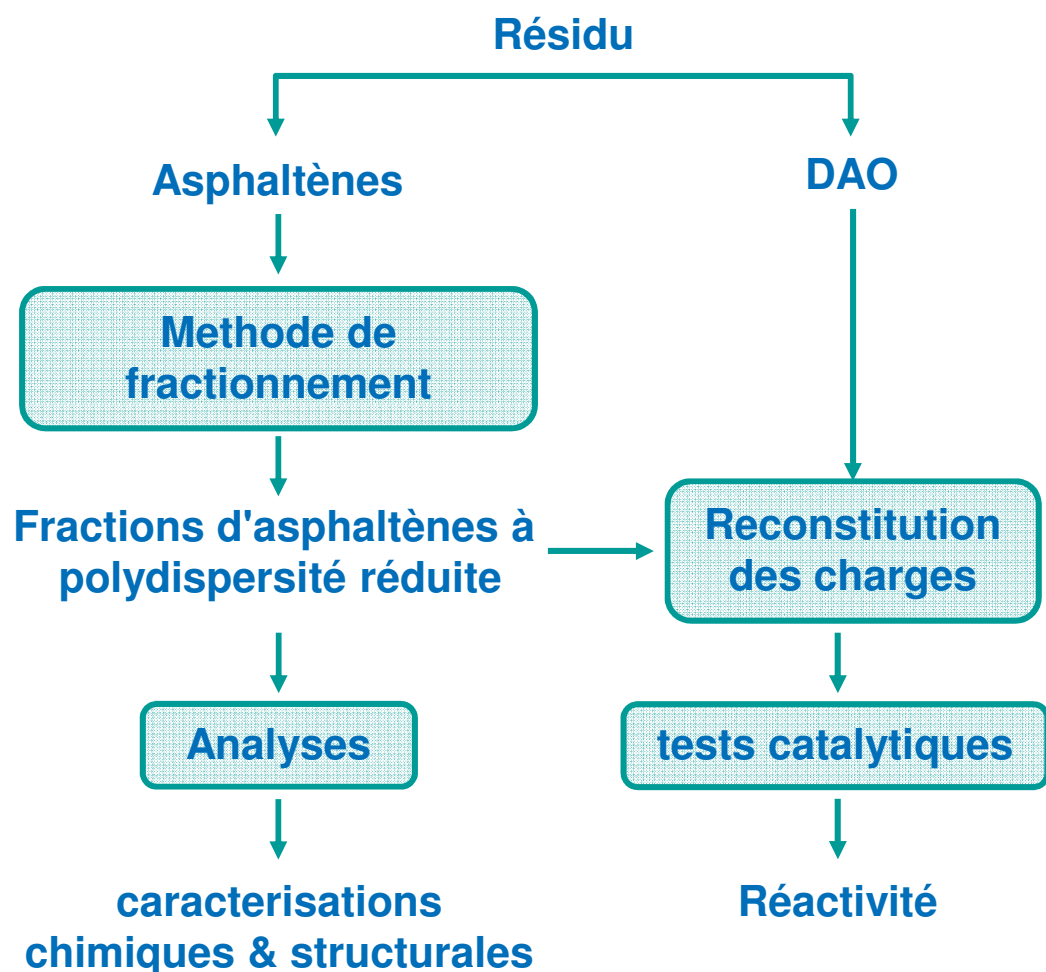 Résidu
Asphaltènes
DAO
Methode de
fractionnement
Fractions d'asphaltènes à
polydispersité réduite
Reconstitution
des charges
Analyses
tests catalytiques
caracterisations
chimiques & structurales
Réactivité